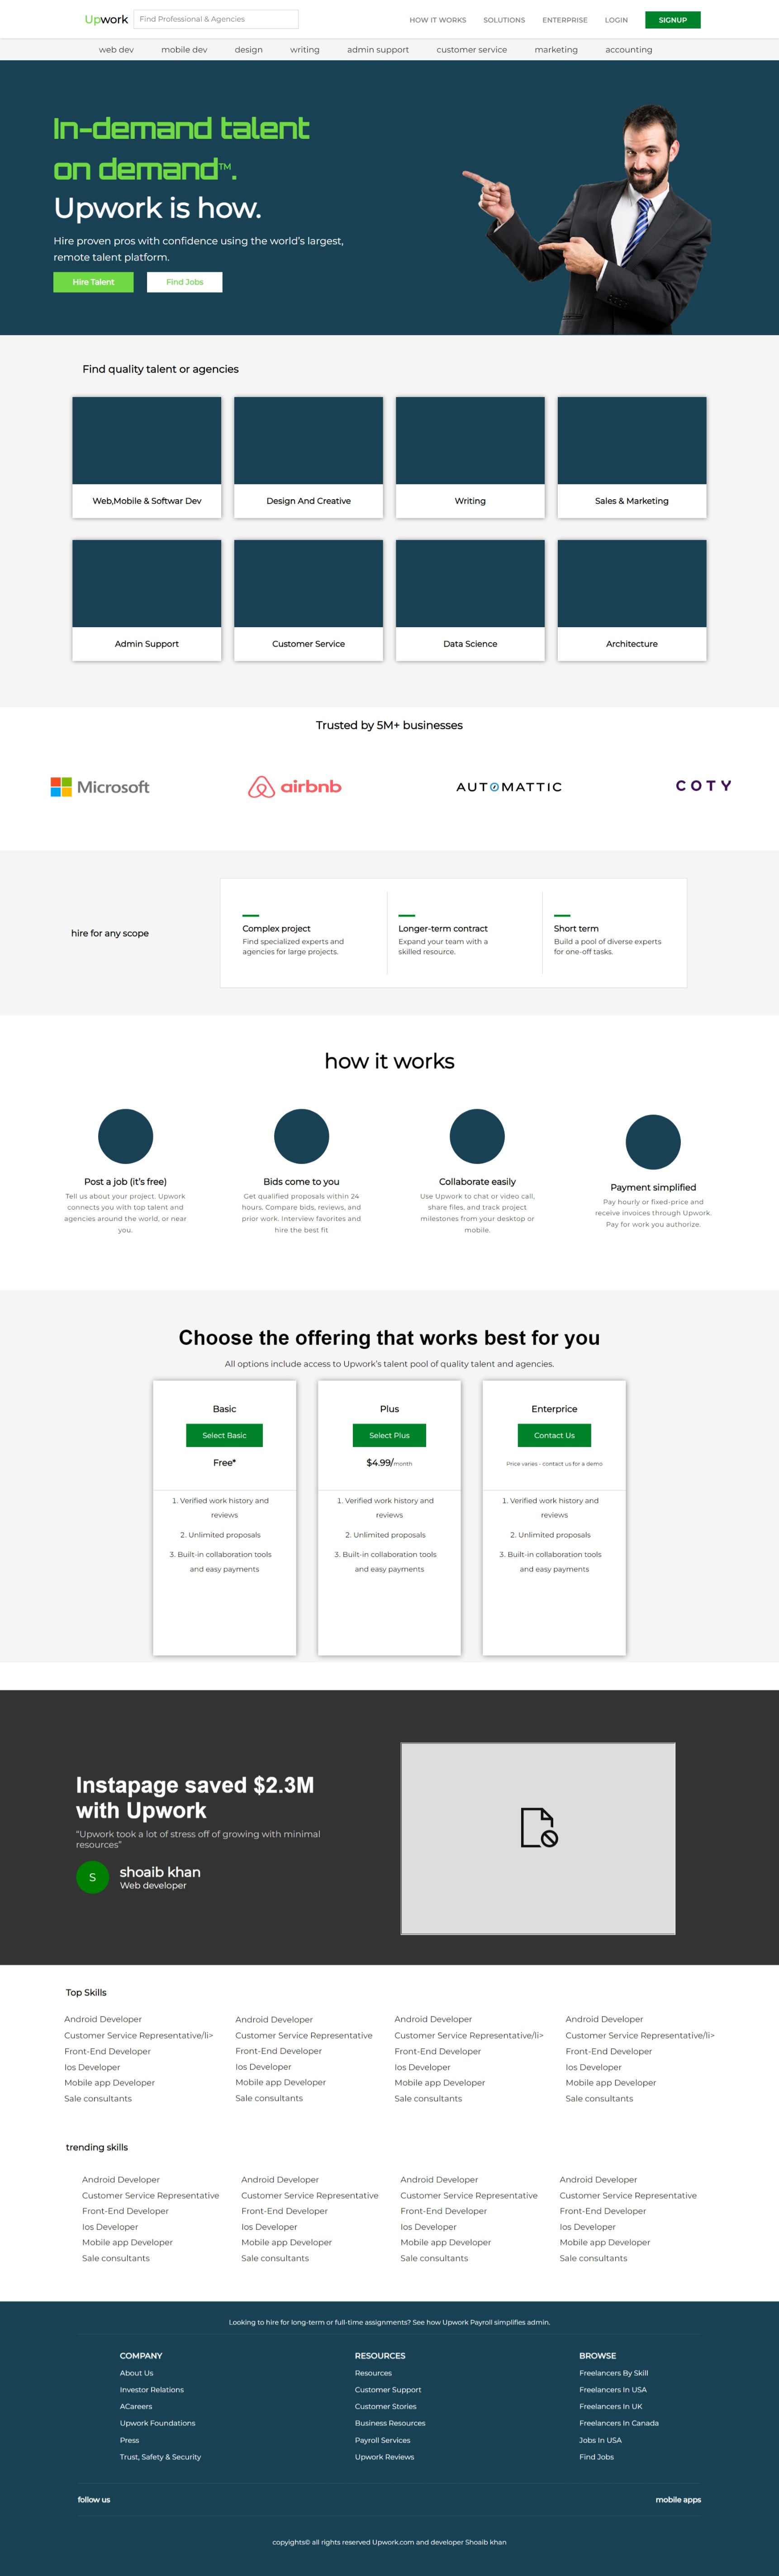 Upwork
Find Professional & Agencies
HOW IT WORKS SOLUTIONS ENTERPRISE LOGIN SIGNUP
web dev mobile dev design writing admin support customer service marketing accounting
In-demand talent
on demand™.
Upwork is how.
Hire proven pros with confidence using the world's largest,
remote talent platform.
Hire Talent Find Jobs
Find quality talent or agencies
Web,Mobile & Softwar Dev Design And Creative Writing Sales & Marketing
Admin Support Customer Service Data Science Architecture
Trusted by 5M+ businesses
Microsoft airbnb AUTOMATTIC COTY
hire for any scope
Complex project
Find specialized experts and
agencies for large projects.
Longer-term contract
Expand your team with a
skilled resource.
Short term
Build a pool of diverse experts
for one-off tasks.
how it works
Post a job (it's free)
Tell us about your project. Upwork
connects you with top talent and
agencies around the world, or near
you.
Bids come to you
Get qualified proposals within 24
hours. Compare bids, reviews, and
prior work. Interview favorites and
hire the best fit
Collaborate easily
Use Upwork to chat or video call,
share files, and track project
milestones from your desktop or
mobile.
Payment simplified
Pay hourly or fixed-price and
receive invoices through Upwork.
Pay for work you authorize.
Choose the offering that works best for you
All options include access to Upwork's talent pool of quality talent and agencies.
Basic
Select Basic
Free*
1. Verified work history and
reviews
2. Unlimited proposals
3. Built-in collaboration tools
and easy payments
Plus
Select Plus
$4.99/month
1. Verified work history and
reviews
2. Unlimited proposals
3. Built-in collaboration tools
and easy payments
Enterprice
Contact Us
Price varies - contact us for a demo
1. Verified work history and
reviews
2. Unlimited proposals
3. Built-in collaboration tools
and easy payments
Instapage saved $2.3M
with Upwork
“Upwork took a lot of stress off of growing with minimal
resources”
S
shoaib khan
Web developer
Top Skills
Android Developer
Customer Service Representative/li>
Front-End Developer
Ios Developer
Mobile app Developer
Sale consultants
Android Developer
Customer Service Representative
Front-End Developer
Ios Developer
Mobile app Developer
Sale consultants
Android Developer
Customer Service Representative/li>
Front-End Developer
Ios Developer
Mobile app Developer
Sale consultants
Android Developer
Customer Service Representative/li>
Front-End Developer
Ios Developer
Mobile app Developer
Sale consultants
trending skills
Android Developer
Customer Service Representative
Front-End Developer
Ios Developer
Mobile app Developer
Sale consultants
Android Developer
Customer Service Representative
Front-End Developer
Ios Developer
Mobile app Developer
Sale consultants
Android Developer
Customer Service Representative
Front-End Developer
Ios Developer
Mobile app Developer
Sale consultants
Android Developer
Customer Service Representative
Front-End Developer
Ios Developer
Mobile app Developer
Sale consultants
Looking to hire for long-term or full-time assignments? See how Upwork Payroll simplifies admin.
COMPANY
About Us
Investor Relations
ACareers
Upwork Foundations
Press
Trust, Safety & Security
RESOURCES
Resources
Customer Support
Customer Stories
Business Resources
Payroll Services
Upwork Reviews
BROWSE
Freelancers By Skill
Freelancers In USA
Freelancers In UK
Freelancers In Canada
Jobs In USA
Find Jobs
follow us
mobile apps
copyights© all rights reserved Upwork.com and developer Shoaib khan